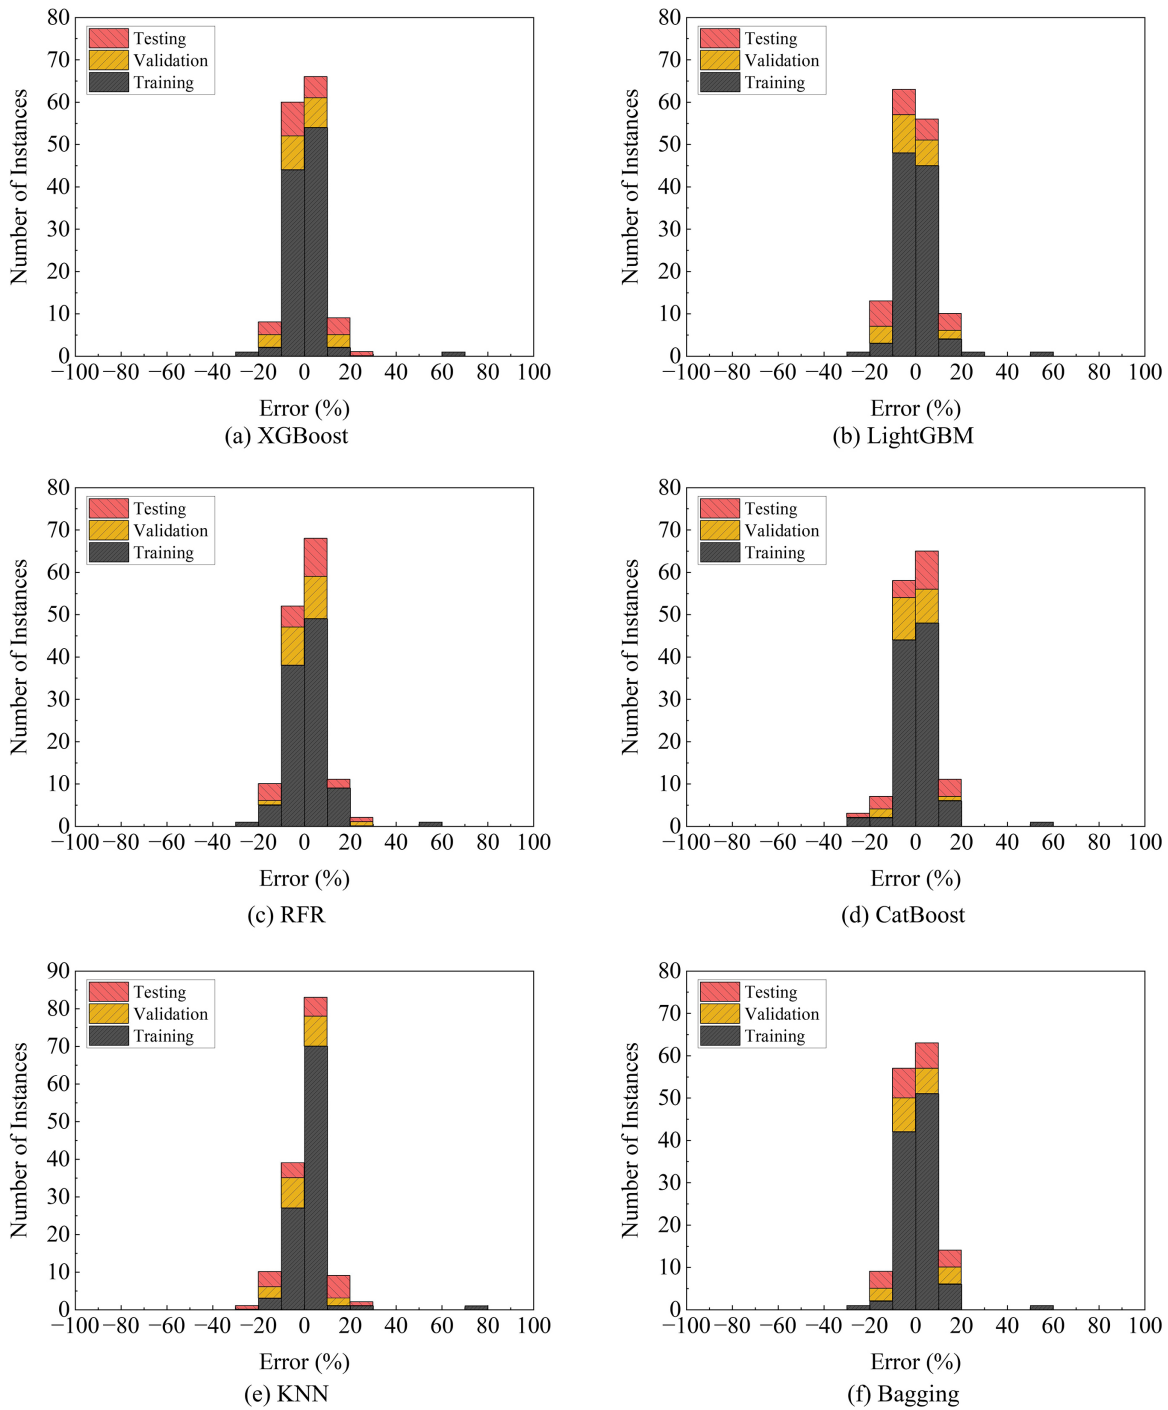 80
70
60
50
40
30
20
10
0
Number of Instances
Testing
Validation
Training
−100 −80 −60 −40 −20 0 20 40 60 80 100
Error (%)
(a) XGBoost
80
70
60
50
40
30
20
10
0
Number of Instances
Testing
Validation
Training
−100 −80 −60 −40 −20 0 20 40 60 80 100
Error (%)
(b) LightGBM
80
70
60
50
40
30
20
10
0
Number of Instances
Testing
Validation
Training
−100 −80 −60 −40 −20 0 20 40 60 80 100
Error (%)
(c) RFR
80
70
60
50
40
30
20
10
0
Number of Instances
Testing
Validation
Training
−100 −80 −60 −40 −20 0 20 40 60 80 100
Error (%)
(d) CatBoost
90
80
70
60
50
40
30
20
10
0
Number of Instances
Testing
Validation
Training
−100 −80 −60 −40 −20 0 20 40 60 80 100
Error (%)
(e) KNN
80
70
60
50
40
30
20
10
0
Number of Instances
Testing
Validation
Training
−100 −80 −60 −40 −20 0 20 40 60 80 100
Error (%)
(f) Bagging